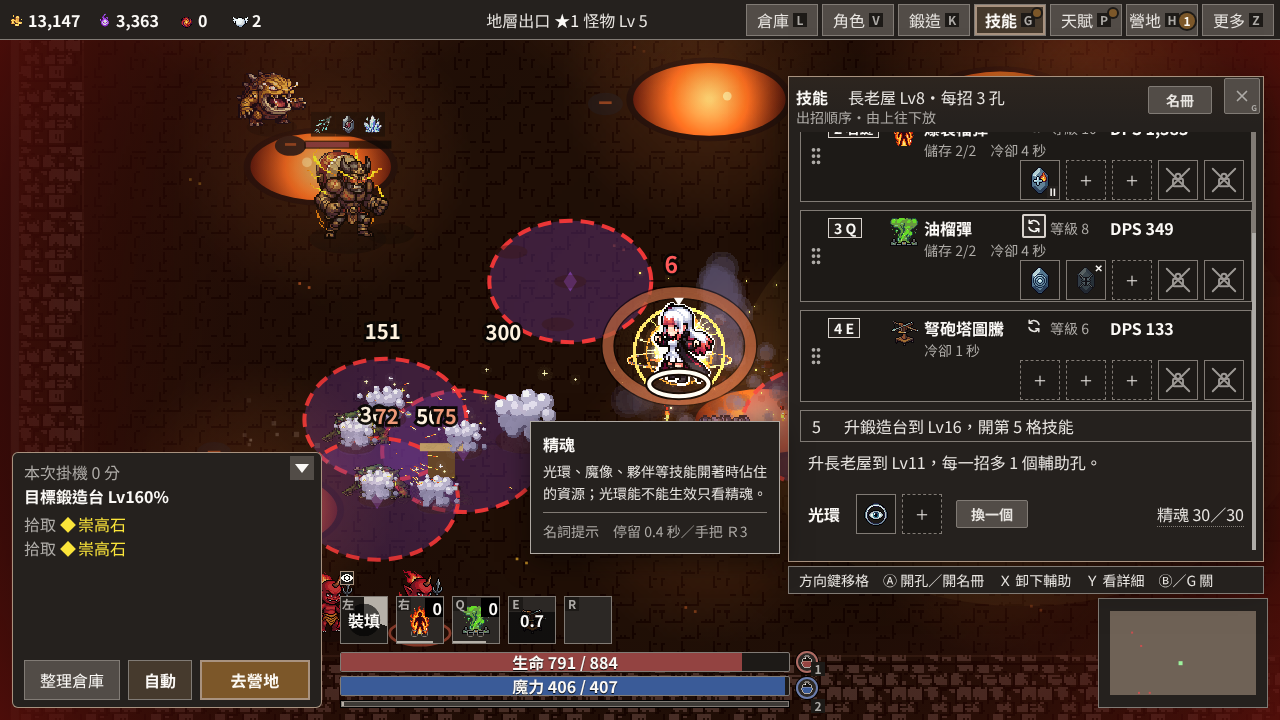 13,147 3,363 0 2
地層出口 ★1 怪物 Lv 5
倉庫 L 角色 V 鍛造 K 技能 G 天賦 P 營地 H 1 更多 Z
技能 長老屋 Lv8・每招 3 孔 名冊 G
出招順序・由上往下放
儲存 2/2 冷卻 4 秒
II
3 Q 油榴彈 等級 8 DPS 349
儲存 2/2 冷卻 4 秒
4 E 弩砲塔圖騰 等級 6 DPS 133
冷卻 1 秒
5 升鍛造台到 Lv16，開第 5 格技能
升長老屋到 Lv11，每一招多 1 個輔助孔。
光環 換一個 精魂 30／30
方向鍵移格 Ⓐ 開孔／開名冊 X 卸下輔助 Y 看詳細 Ⓑ／G 關
6
151
300
72
75
精魂
光環、魔像、夥伴等技能開著時佔住
的資源；光環能不能生效只看精魂。
名詞提示 停留 0.4 秒／手把 R3
本次掛機 0 分
目標鍛造台 Lv160%
拾取 ◆崇高石
拾取 ◆崇高石
整理倉庫 自動 去營地
左 裝填 右 0 Q 0 E 0.7 R
生命 791 / 884
1
魔力 406 / 407
2